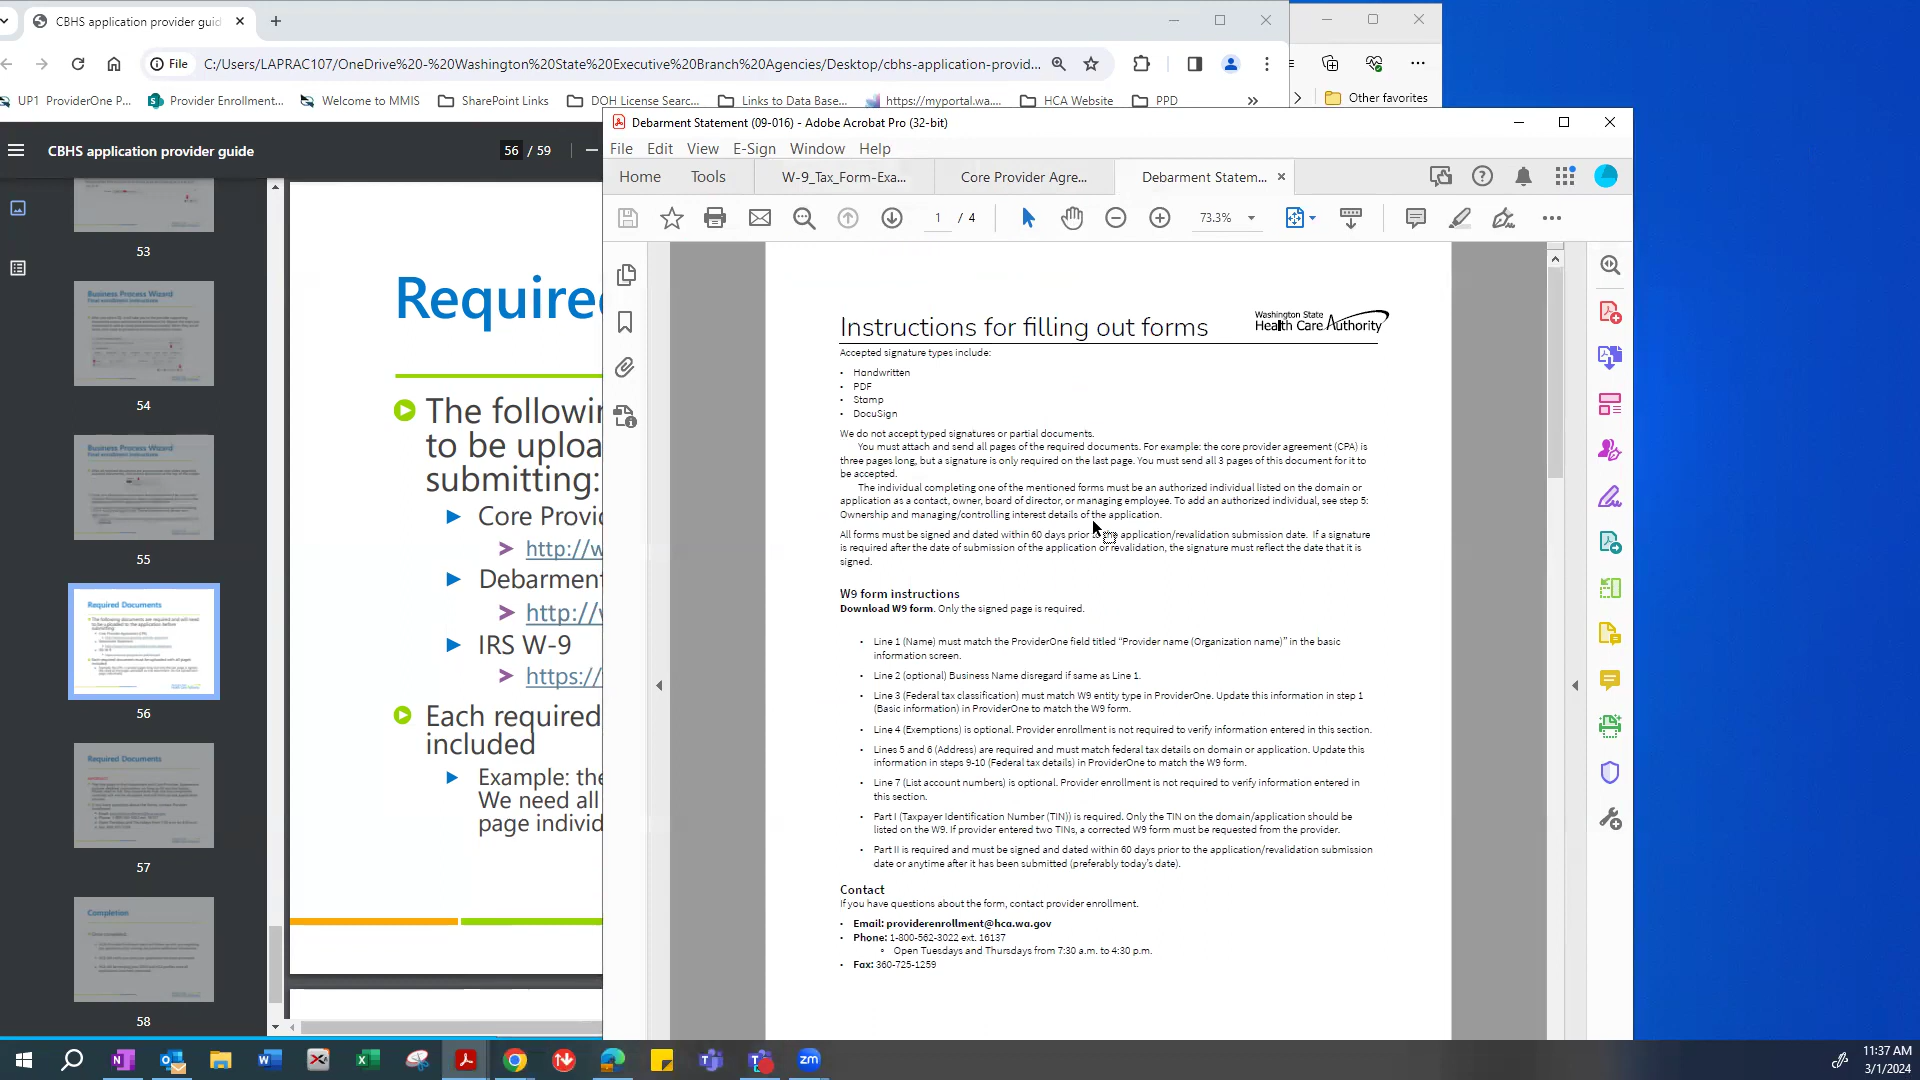 CBHS application provider guid
File
C:/Users/LAPRAC107/OneDrive%20-%20Washington%20State%20Executive%20Branch%20Agencies/Desktop/cbhs-application-provid...
UP1 ProviderOne P...
Provider Enrollment...
Welcome to MMIS
SharePoint Links
DOH License Searc...
Links to Data Base...
https://myportal.wa....
HCA Website
PPD
Other favorites
CBHS application provider guide
56 / 59
53
Business Process Wizard
54
Business Process Wizard
55
Required Documents
56
Required Documents
57
Completion
58
Require
The followin
to be uploa
submitting:
Core Provid
http://w
Debarment
http://w
IRS W-9
https://
Each required
included
Example: the
We need all
page individ
Debarment Statement (09-016) - Adobe Acrobat Pro (32-bit)
File Edit View E-Sign Window Help
Home Tools W-9_Tax_Form-Exa... Core Provider Agre... Debarment Statem...
1 / 4
73.3%
Instructions for filling out forms
Washington State
Health Care Authority
Accepted signature types include:
• Handwritten
• PDF
• Stamp
• DocuSign
We do not accept typed signatures or partial documents.
You must attach and send all pages of the required documents. For example: the core provider agreement (CPA) is
three pages long, but a signature is only required on the last page. You must send all 3 pages of this document for it to
be accepted.
The individual completing one of the mentioned forms must be an authorized individual listed on the domain or
application as a contact, owner, board of director, or managing employee. To add an authorized individual, see step 5:
Ownership and managing/controlling interest details of the application.
All forms must be signed and dated within 60 days prior to the application/revalidation submission date. If a signature
is required after the date of submission of the application or revalidation, the signature must reflect the date that it is
signed.
W9 form instructions
Download W9 form. Only the signed page is required.
• Line 1 (Name) must match the ProviderOne field titled “Provider name (Organization name)” in the basic
information screen.
• Line 2 (optional) Business Name disregard if same as Line 1.
• Line 3 (Federal tax classification) must match W9 entity type in ProviderOne. Update this information in step 1
(Basic information) in ProviderOne to match the W9 form.
• Line 4 (Exemptions) is optional. Provider enrollment is not required to verify information entered in this section.
• Lines 5 and 6 (Address) are required and must match federal tax details on domain or application. Update this
information in steps 9-10 (Federal tax details) in ProviderOne to match the W9 form.
• Line 7 (List account numbers) is optional. Provider enrollment is not required to verify information entered in
this section.
• Part I (Taxpayer Identification Number (TIN)) is required. Only the TIN on the domain/application should be
listed on the W9. If provider entered two TINs, a corrected W9 form must be requested from the provider.
• Part II is required and must be signed and dated within 60 days prior to the application/revalidation submission
date or anytime after it has been submitted (preferably today's date).
Contact
If you have questions about the form, contact provider enrollment.
• Email: providerenrollment@hca.wa.gov
• Phone: 1-800-562-3022 ext. 16137
◦ Open Tuesdays and Thursdays from 7:30 a.m. to 4:30 p.m.
• Fax: 360-725-1259
11:37 AM
3/1/2024